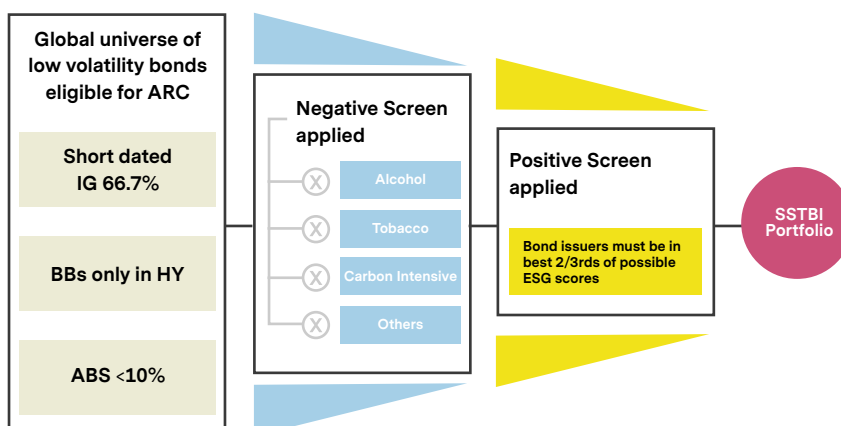 Global universe of
low volatility bonds
eligible for ARC
Short dated
IG 66.7%
BBs only in HY
ABS <10%
Negative Screen
applied
X
Alcohol
X
Tobacco
X
Carbon Intensive
X
Others
Positive Screen
applied
Bond issuers must be in
best 2/3rds of possible
ESG scores
SSTBI
Portfolio